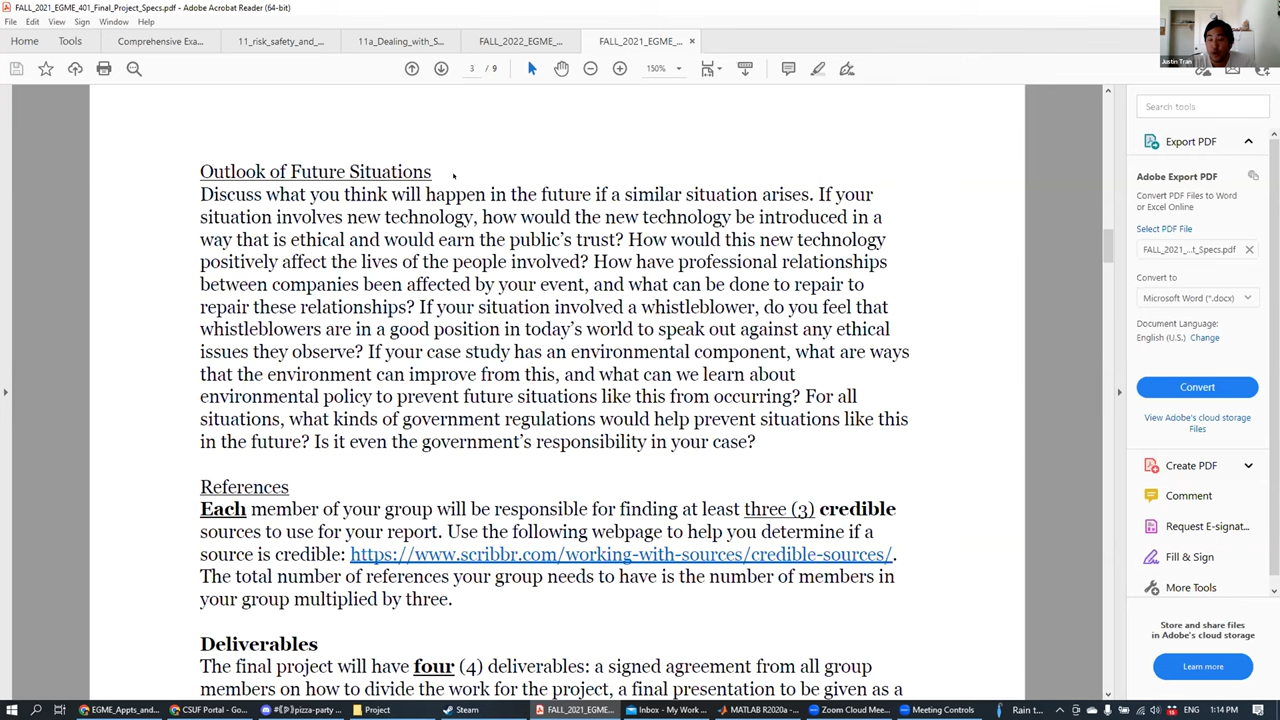 FALL_2021_EGME_401_Final_Project_Specs.pdf - Adobe Acrobat Reader (64-bit)
File Edit View Sign Window Help
Home Tools Comprehensive Exa... 11_risk_safety_and_... 11a_Dealing_with_S... FALL_2022_EGME_... FALL_2021_EGME_... ×
3 / 9 150%
Justin Tran
Outlook of Future Situations
Discuss what you think will happen in the future if a similar situation arises. If your
situation involves new technology, how would the new technology be introduced in a
way that is ethical and would earn the public's trust? How would this new technology
positively affect the lives of the people involved? How have professional relationships
between companies been affected by your event, and what can be done to repair to
repair these relationships? If your situation involved a whistleblower, do you feel that
whistleblowers are in a good position in today's world to speak out against any ethical
issues they observe? If your case study has an environmental component, what are ways
that the environment can improve from this, and what can we learn about
environmental policy to prevent future situations like this from occurring? For all
situations, what kinds of government regulations would help prevent situations like this
in the future? Is it even the government's responsibility in your case?
References
Each member of your group will be responsible for finding at least three (3) credible
sources to use for your report. Use the following webpage to help you determine if a
source is credible: https://www.scribbr.com/working-with-sources/credible-sources/.
The total number of references your group needs to have is the number of members in
your group multiplied by three.
Deliverables
The final project will have four (4) deliverables: a signed agreement from all group
members on how to divide the work for the project, a final presentation to be given as a
Search tools
Export PDF
Adobe Export PDF
Convert PDF Files to Word
or Excel Online
Select PDF File
FALL_2021_...t_Specs.pdf
Convert to
Microsoft Word (*.docx)
Document Language:
English (U.S.) Change
Convert
View Adobe's cloud storage
Files
Create PDF
Comment
Request E-signat...
Fill & Sign
More Tools
Store and share files
in Adobe's cloud storage
Learn more
EGME_Appts_and... CSUF Portal - Go... #pizza-party ... Project Steam FALL_2021_EGME... Inbox - My Work ... MATLAB R2020a - ... Zoom Cloud Mee... Meeting Controls Rain t... 15 1:14 PM